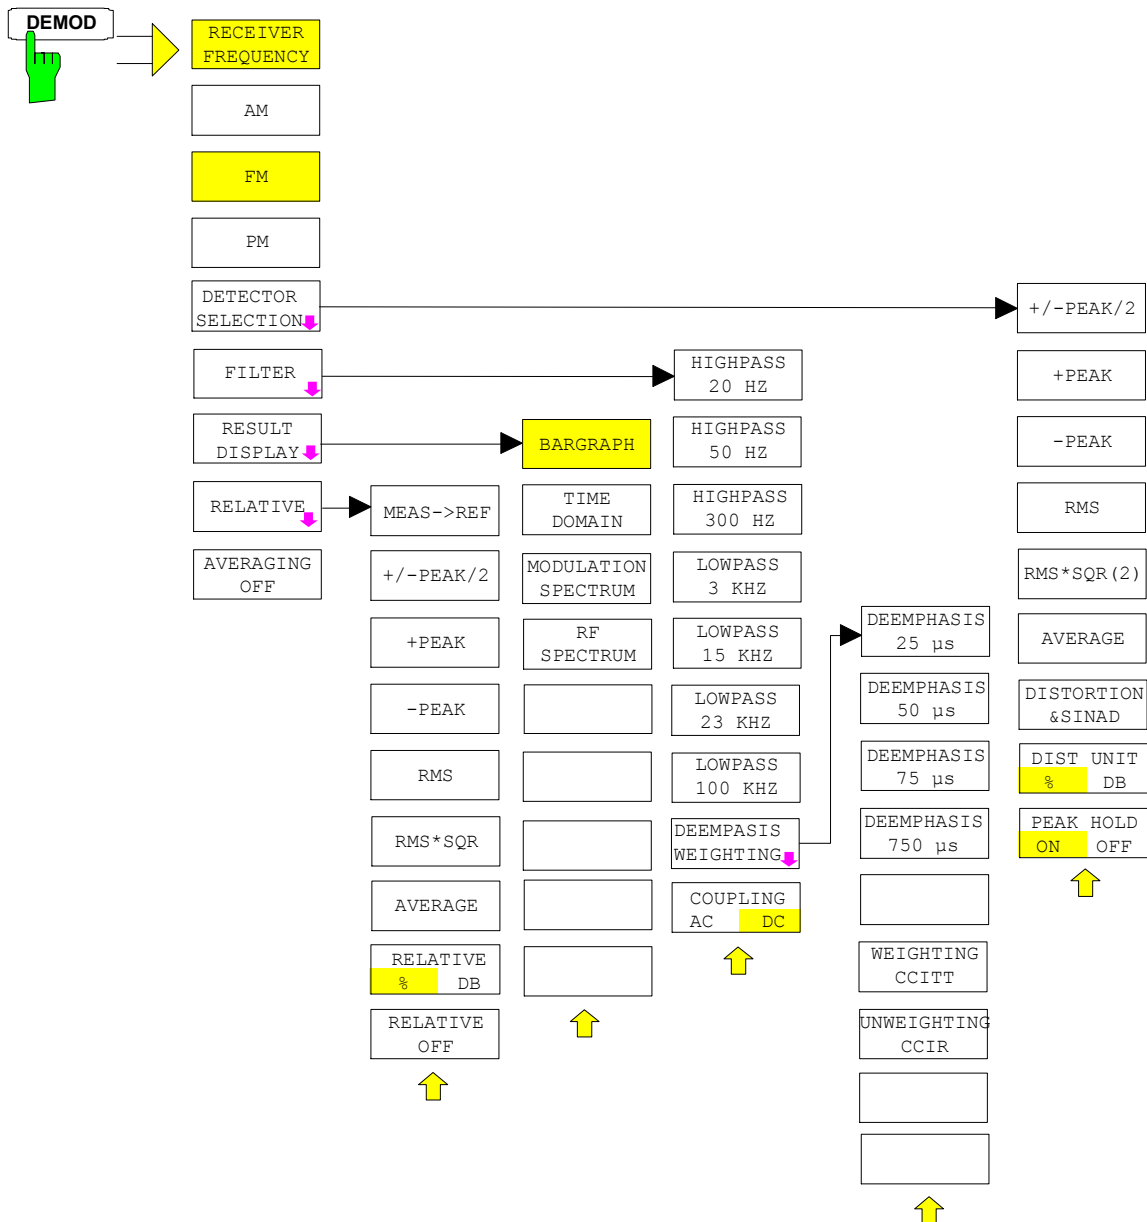 DEMOD
RECEIVER
FREQUENCY
AM
FM
PM
DETECTOR
SELECTION
FILTER
RESULT
DISPLAY
RELATIVE
AVERAGING
OFF
MEAS->REF
+/-PEAK/2
+PEAK
-PEAK
RMS
RMS*SQR
AVERAGE
RELATIVE
% DB
RELATIVE
OFF
BARGRAPH
TIME
DOMAIN
MODULATION
SPECTRUM
RF
SPECTRUM
HIGHPASS
20 HZ
HIGHPASS
50 HZ
HIGHPASS
300 HZ
LOWPASS
3 KHZ
LOWPASS
15 KHZ
LOWPASS
23 KHZ
LOWPASS
100 KHZ
DEEMPASIS
WEIGHTING
COUPLING
AC DC
DEEMPHASIS
25 µs
DEEMPHASIS
50 µs
DEEMPHASIS
75 µs
DEEMPHASIS
750 µs
WEIGHTING
CCITT
UNWEIGHTING
CCIR
+/-PEAK/2
+PEAK
-PEAK
RMS
RMS*SQR(2)
AVERAGE
DISTORTION
&SINAD
DIST UNIT
% DB
PEAK HOLD
ON OFF